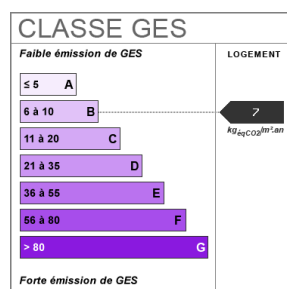 CLASSE GES
Faible émission de GES
LOGEMENT
≤ 5 A
6 à 10 B
7
kgéqCO2/m².an
11 à 20 C
21 à 35 D
36 à 55 E
56 à 80 F
> 80 G
Forte émission de GES